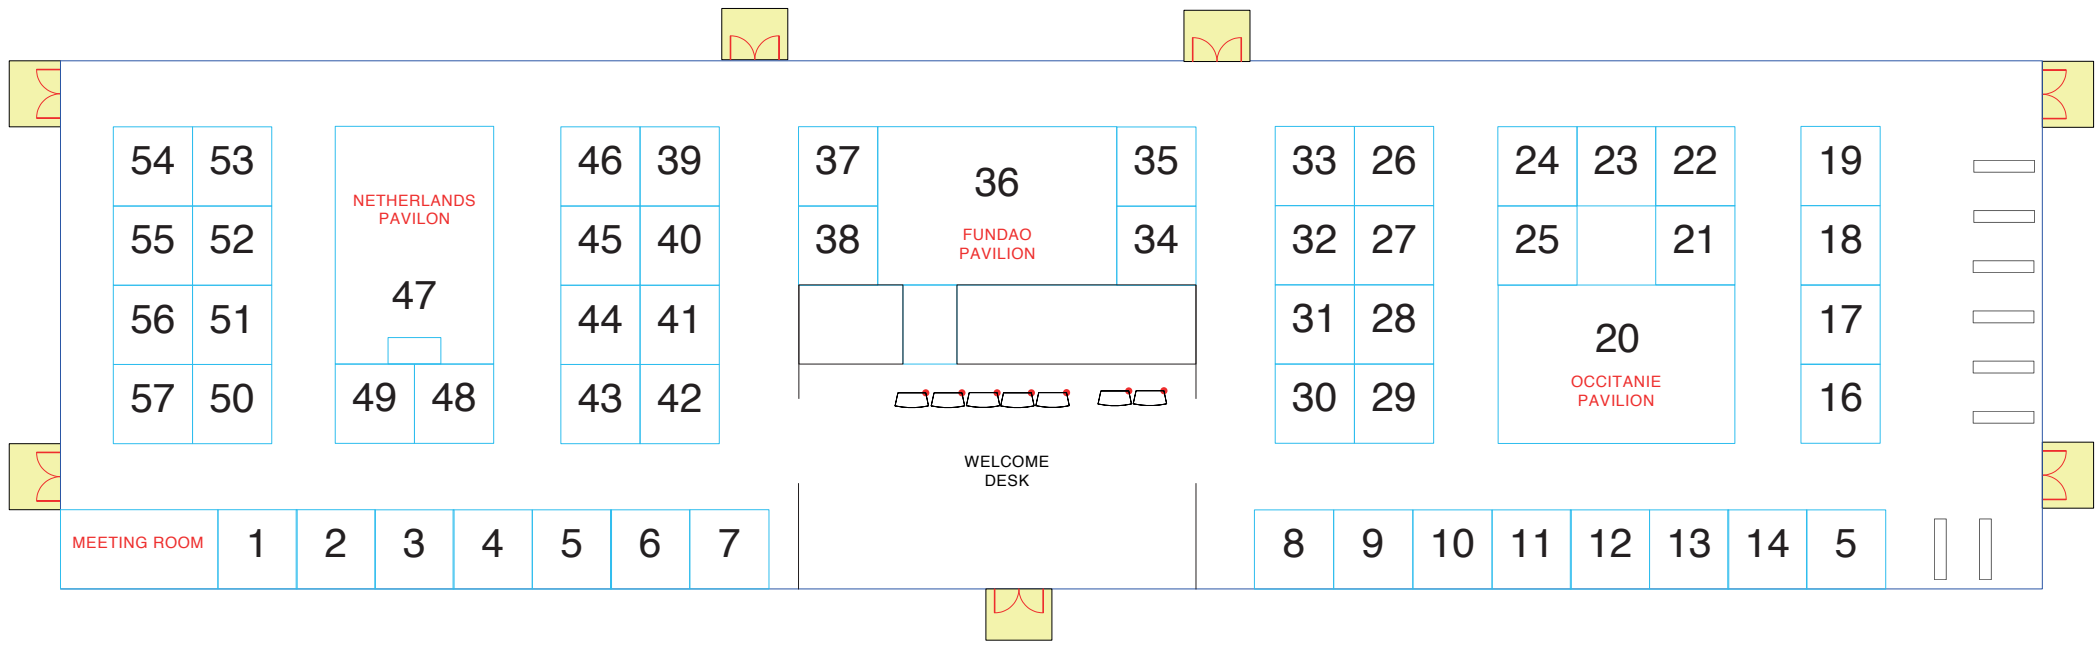 54 53 46 39 37 36 35 33 26 24 23 22 19
NETHERLANDS
PAVILON
55 52 45 40 38 34 32 27 25 21 18
FUNDAO
PAVILION
47
56 51 44 41 31 28 20 17
57 50 49 48 43 42 30 29 16
OCCITANIE
PAVILION
WELCOME
DESK
MEETING ROOM 1 2 3 4 5 6 7 8 9 10 11 12 13 14 5